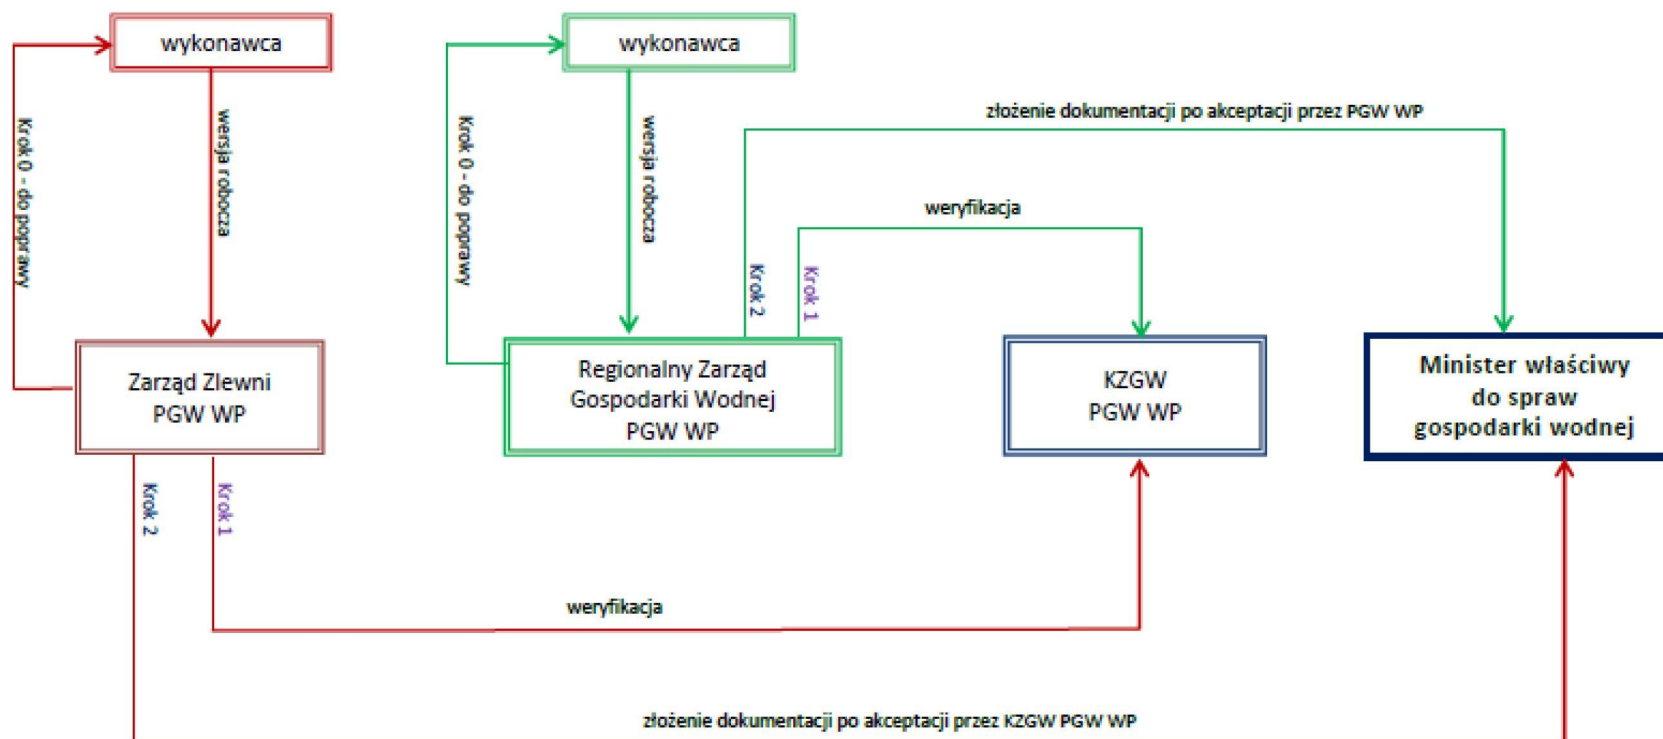 wykonawca
wykonawca
złożenie dokumentacji po akceptacji przez PGW WP
Krok 0 - do poprawy
wersja robocza
Krok 0 - do poprawy
wersja robocza
weryfikacja
Krok 2
Krok 1
Zarząd Zlewni
PGW WP
Regionalny Zarząd
Gospodarki Wodnej
PGW WP
KZGW
PGW WP
Minister właściwy
do spraw
gospodarki wodnej
Krok 2
Krok 1
weryfikacja
złożenie dokumentacji po akceptacji przez KZGW PGW WP